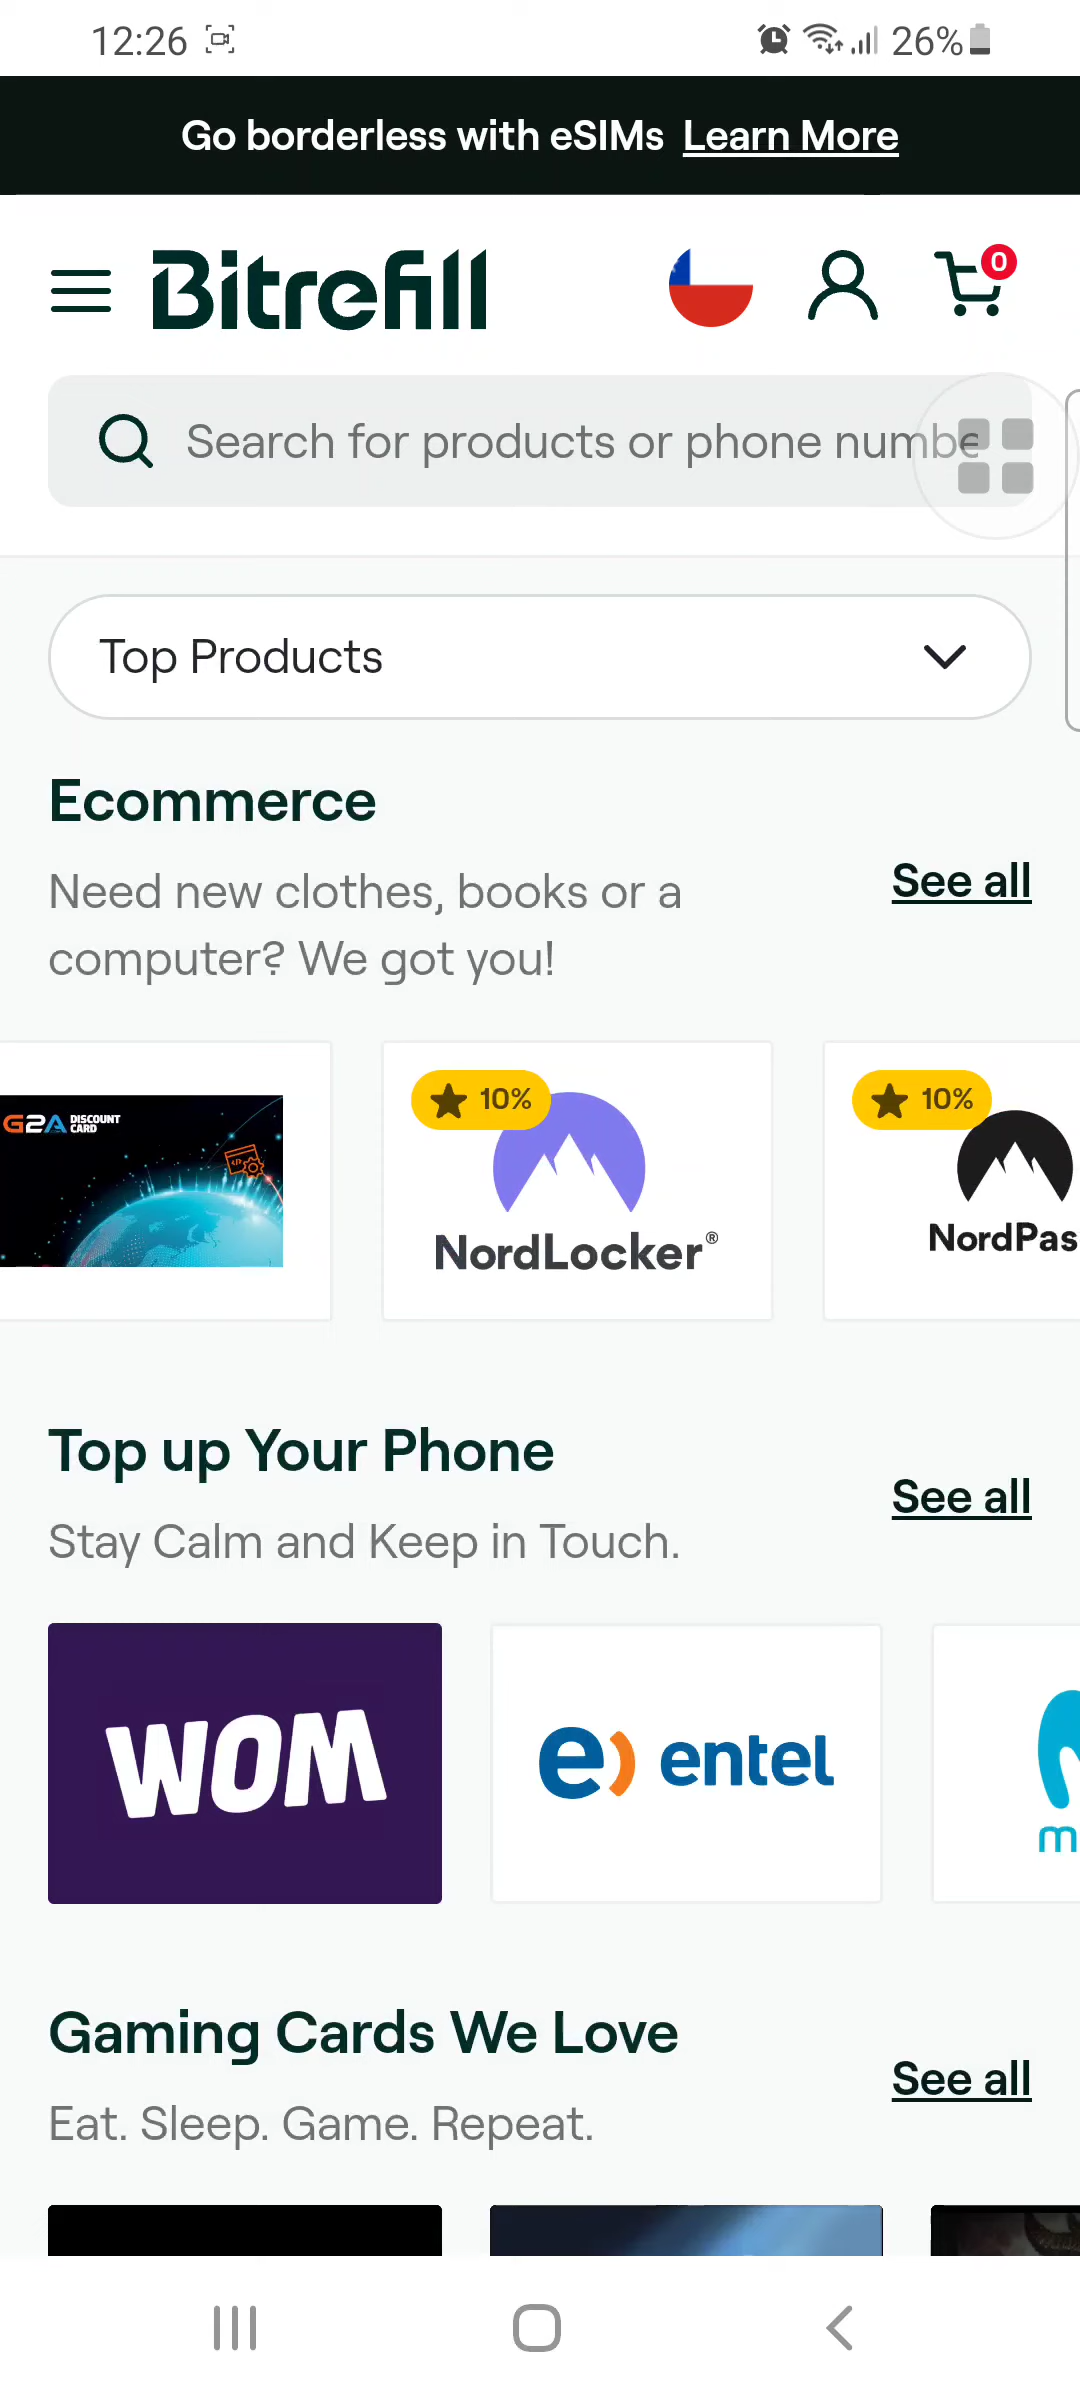 12:26
26%
Go borderless with eSIMs Learn More
Bitrefill
0
Search for products or phone numbe
Top Products
Ecommerce
Need new clothes, books or a
computer? We got you!
See all
G2A DISCOUNT
CARD
10%
NordLocker®
10%
NordPas
Top up Your Phone
Stay Calm and Keep in Touch.
See all
WOM
e) entel
m
Gaming Cards We Love
Eat. Sleep. Game. Repeat.
See all